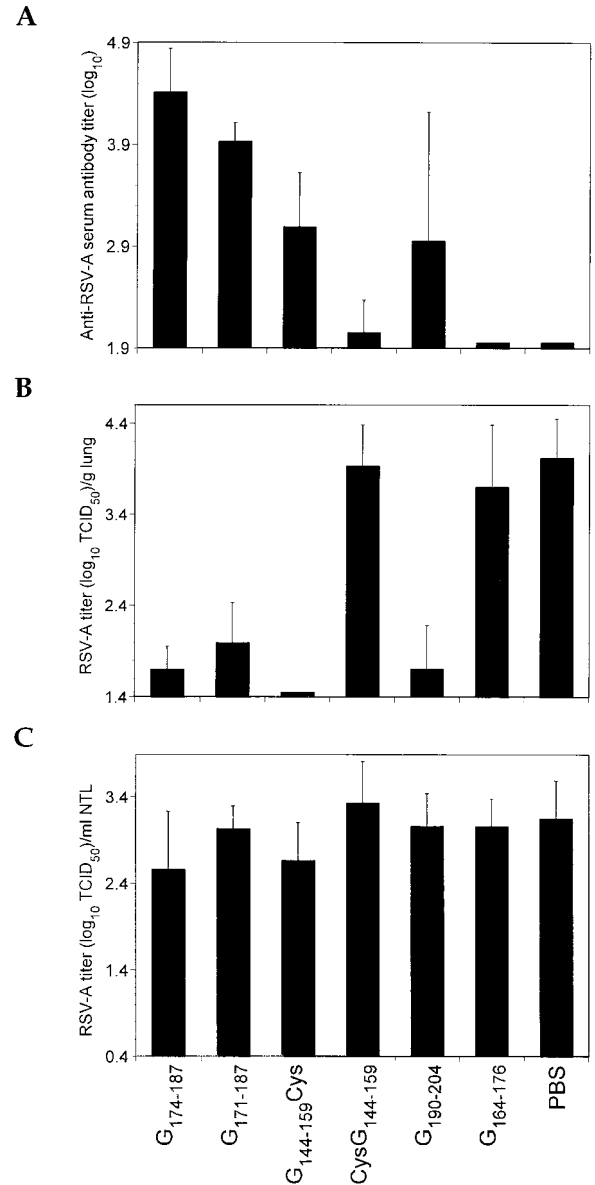 A
Anti-RSV-A serum antibody titer (log10)
4.9
3.9
2.9
1.9
B
RSV-A titer (log10 TCID50)/g lung
4.4
3.4
2.4
1.4
C
RSV-A titer (log10 TCID50)/ml NTL
3.4
2.4
1.4
0.4
G174-187
G171-187
G144-159Cys
CysG144-159
G190-204
G164-176
PBS